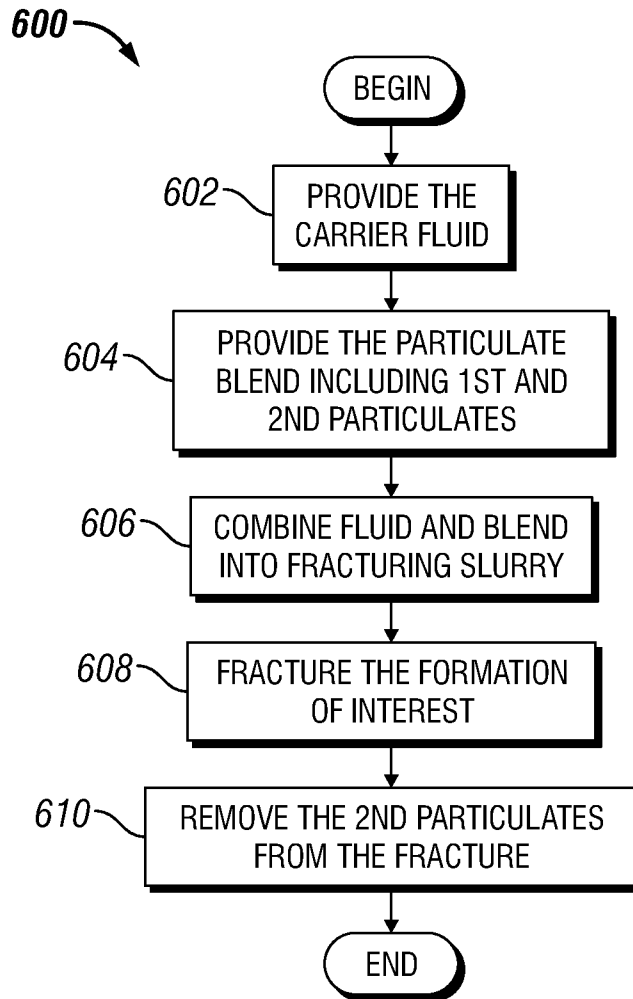 600
BEGIN
602
PROVIDE THE
CARRIER FLUID
604
PROVIDE THE PARTICULATE
BLEND INCLUDING 1ST AND
2ND PARTICULATES
606
COMBINE FLUID AND BLEND
INTO FRACTURING SLURRY
608
FRACTURE THE FORMATION
OF INTEREST
610
REMOVE THE 2ND PARTICULATES
FROM THE FRACTURE
END